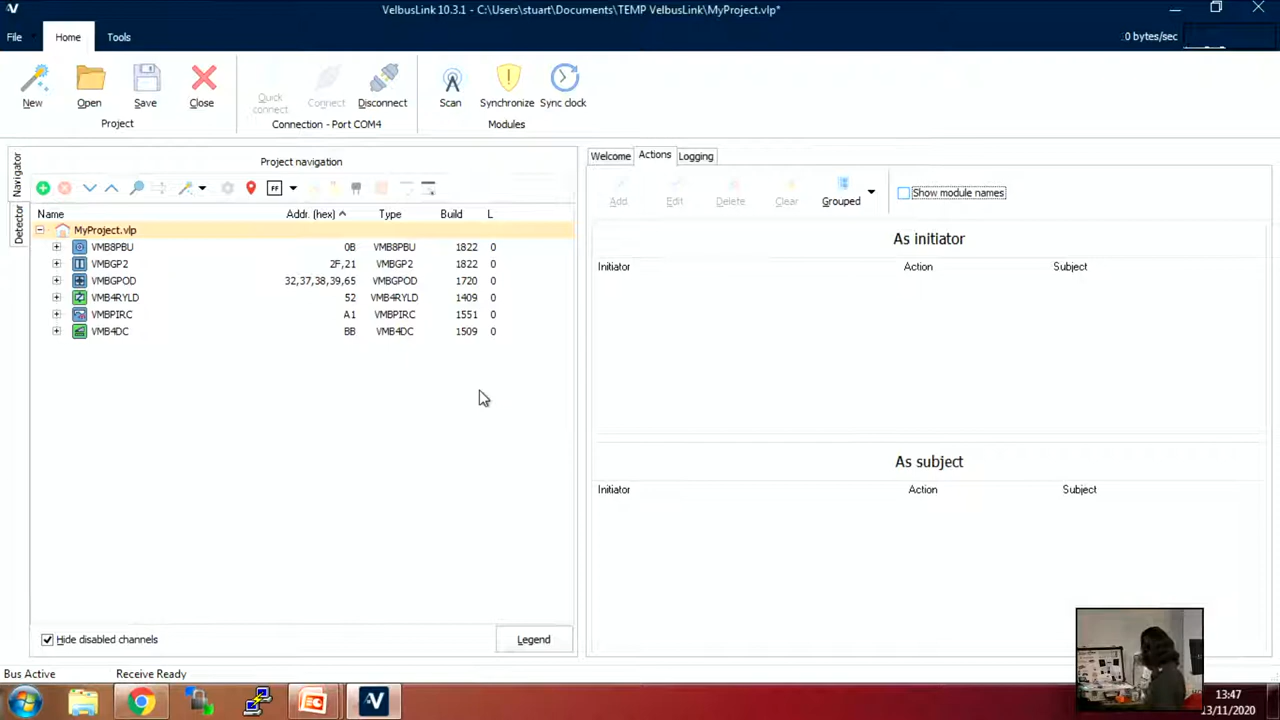 VelbusLink 10.3.1 - C:\Users\stuart\Documents\TEMP VelbusLink\MyProject.vlp*
File Home Tools
.0 bytes/sec
New Open Save Close Quick connect Connect Disconnect Scan Synchronize Sync clock
Project Connection - Port COM4 Modules
Navigator
Detector
Project navigation
FF
Name Addr. (hex) Type Build L
MyProject.vlp
VMB8PBU 0B VMB8PBU 1822 0
VMBGP2 2F,21 VMBGP2 1822 0
VMBGPOD 32,37,38,39,65 VMBGPOD 1720 0
VMB4RYLD 52 VMB4RYLD 1409 0
VMBPIRC A1 VMBPIRC 1551 0
VMB4DC BB VMB4DC 1509 0
Hide disabled channels Legend
Welcome Actions Logging
Add Edit Delete Clear Grouped Show module names
As initiator
Initiator Action Subject
As subject
Initiator Action Subject
Bus Active Receive Ready
13:47
13/11/2020